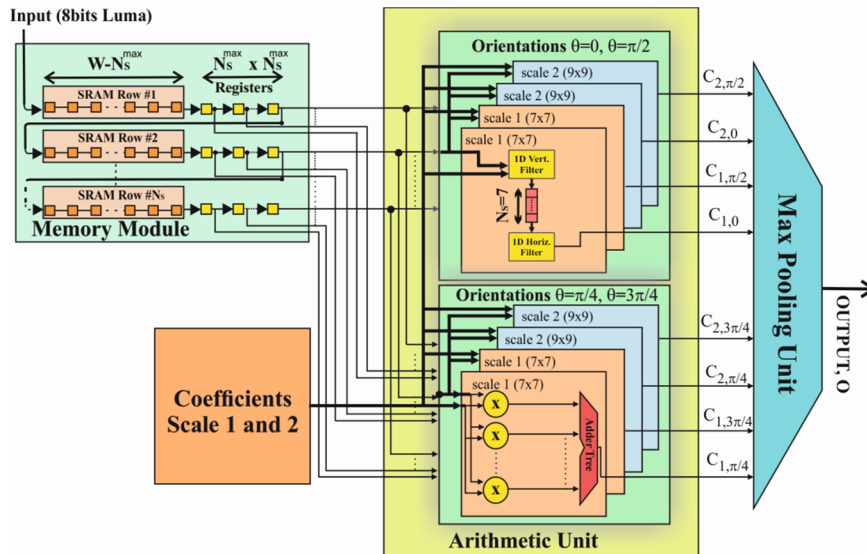 Input (8bits Luma)
W-Ns^max
Ns^max x Ns^max
Registers
SRAM Row #1
SRAM Row #2
SRAM Row #Ns
Memory Module
Coefficients
Scale 1 and 2
Orientations θ=0, θ=π/2
scale 2 (9x9)
scale 2 (9x9)
scale 1 (7x7)
scale 1 (7x7)
1D Vert.
Filter
Ns=7
1D Horiz.
Filter
Orientations θ=π/4, θ=3π/4
scale 2 (9x9)
scale 2 (9x9)
scale 1 (7x7)
scale 1 (7x7)
x
x
x
Adder Tree
Arithmetic Unit
C2,π/2
C2,0
C1,π/2
C1,0
C2,3π/4
C2,π/4
C1,3π/4
C1,π/4
Max Pooling Unit
OUTPUT, O